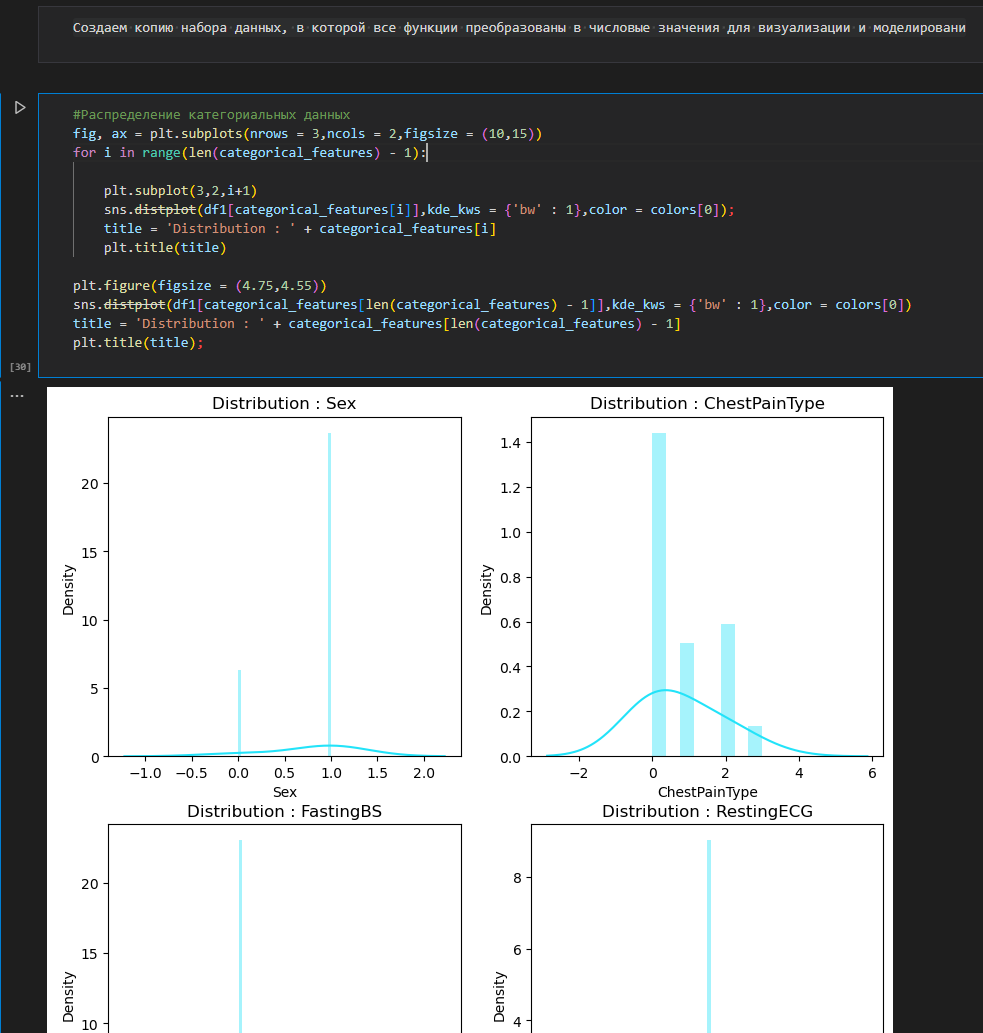 Создаем копию набора данных, в которой все функции преобразованы в числовые значения для визуализации и моделировани
#Распределение категориальных данных
fig, ax = plt.subplots(nrows = 3,ncols = 2,figsize = (10,15))
for i in range(len(categorical_features) - 1):
plt.subplot(3,2,i+1)
sns.distplot(df1[categorical_features[i]],kde_kws = {'bw' : 1},color = colors[0]);
title = 'Distribution : ' + categorical_features[i]
plt.title(title)
plt.figure(figsize = (4.75,4.55))
sns.distplot(df1[categorical_features[len(categorical_features) - 1]],kde_kws = {'bw' : 1},color = colors[0])
title = 'Distribution : ' + categorical_features[len(categorical_features) - 1]
plt.title(title);
[30]
...
Distribution : Sex
20
15
10
5
0
Density
−1.0 −0.5 0.0 0.5 1.0 1.5 2.0
Sex
Distribution : ChestPainType
1.4
1.2
1.0
0.8
0.6
0.4
0.2
0.0
Density
−2 0 2 4 6
ChestPainType
Distribution : FastingBS
20
15
10
Density
Distribution : RestingECG
8
6
4
Density